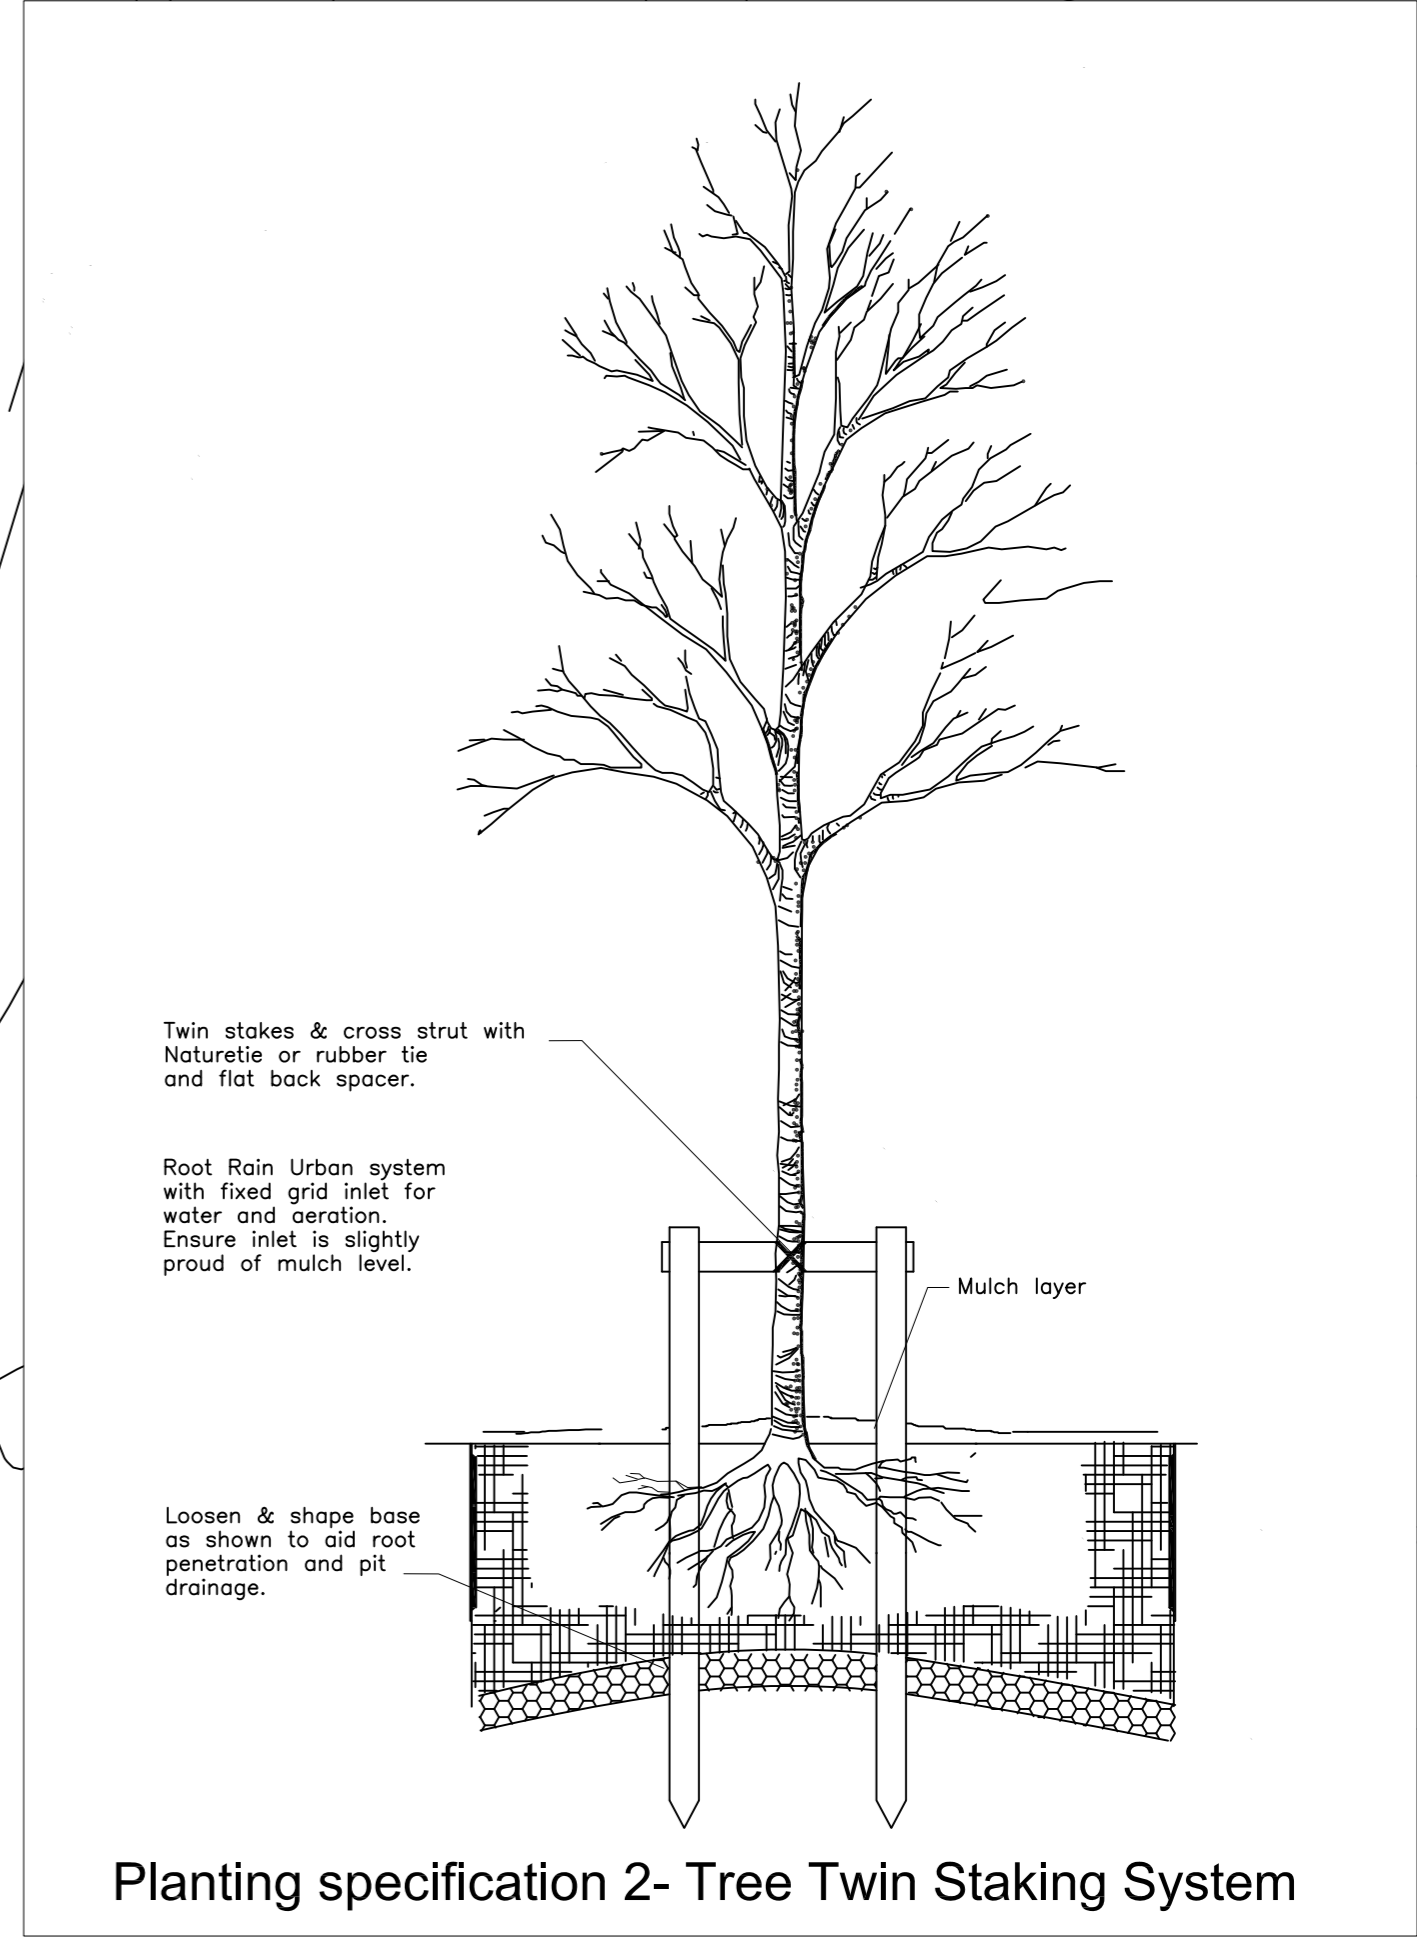 Twin stakes & cross strut with
Naturetie or rubber tie
and flat back spacer.
Root Rain Urban system
with fixed grid inlet for
water and aeration.
Ensure inlet is slightly
proud of mulch level.
Mulch layer
Loosen & shape base
as shown to aid root
penetration and pit
drainage.
Planting specification 2- Tree Twin Staking System